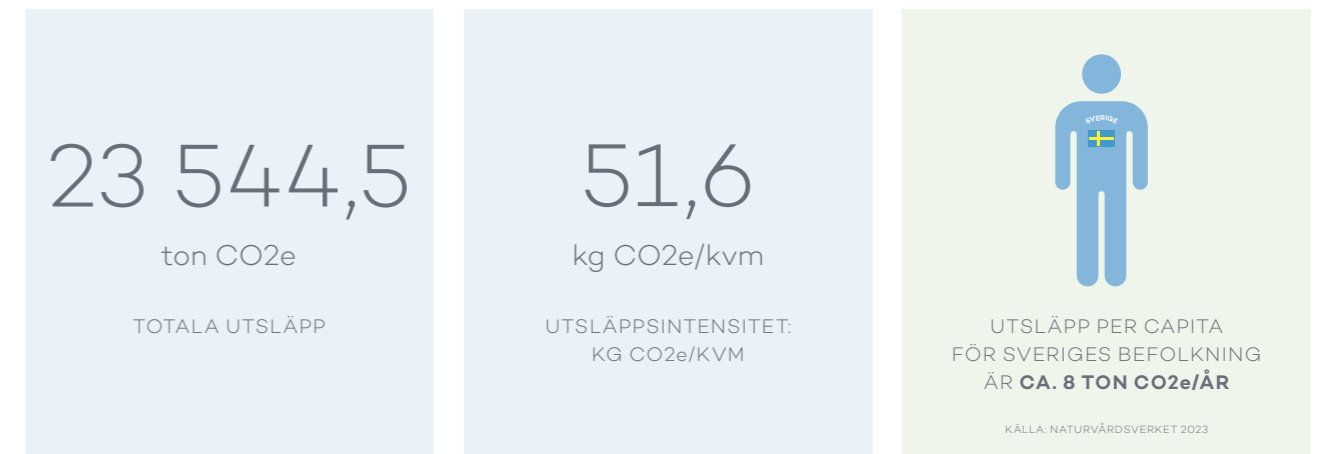 23 544,5
ton CO2e
TOTALA UTSLÄPP
51,6
kg CO2e/kvm
UTSLÄPPSINTENSITET:
KG CO2e/KVM
SVERIGE
UTSLÄPP PER CAPITA
FÖR SVERIGES BEFOLKNING
ÄR CA. 8 TON CO2e/ÅR
KÄLLA: NATURVÅRDSVERKET 2023